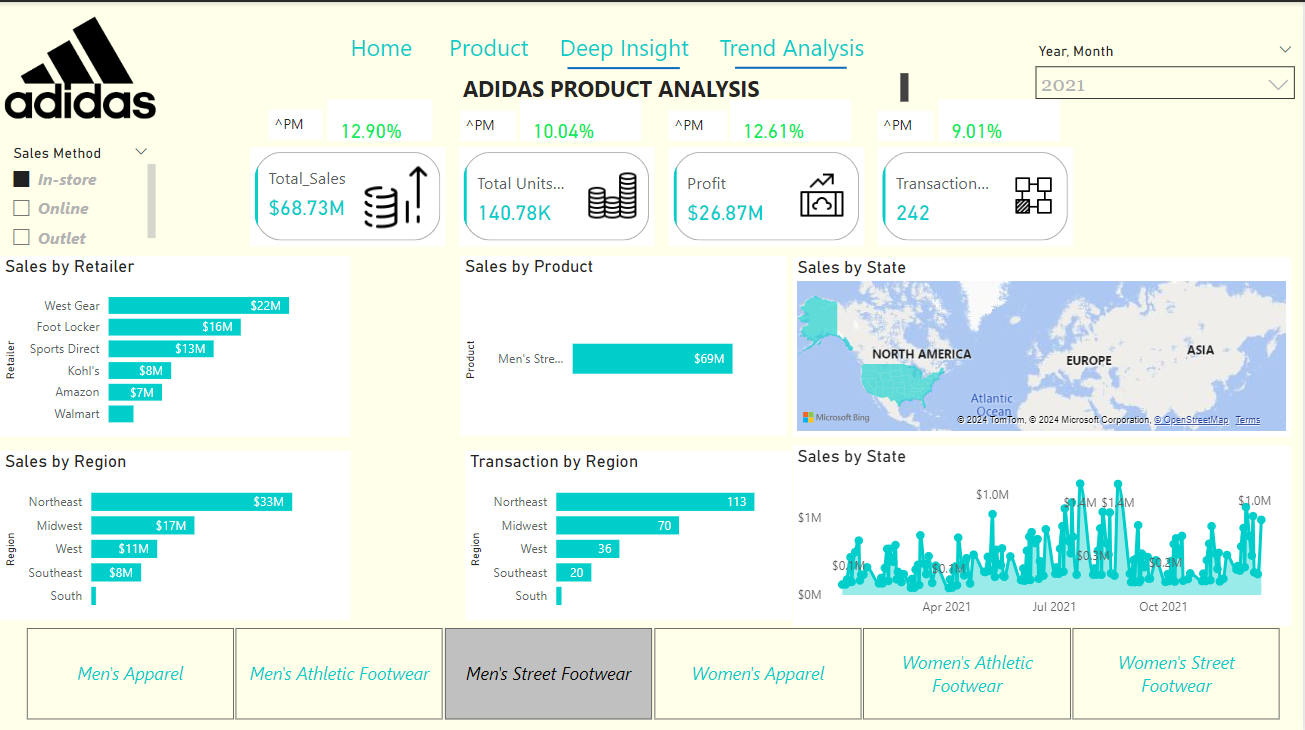 adidas
Home Product Deep Insight Trend Analysis
ADIDAS PRODUCT ANALYSIS
Year, Month
2021
^PM 12.90% ^PM 10.04% ^PM 12.61% ^PM 9.01%
Sales Method
In-store
Online
Outlet
Total_Sales
$68.73M
Total Units...
140.78K
Profit
$26.87M
Transaction...
242
Sales by Retailer
Retailer
West Gear $22M
Foot Locker $16M
Sports Direct $13M
Kohl's $8M
Amazon $7M
Walmart
Sales by Product
Product
Men's Stre... $69M
Sales by State
NORTH AMERICA
EUROPE
ASIA
Atlantic
Ocean
Microsoft Bing
© 2024 TomTom, © 2024 Microsoft Corporation, © OpenStreetMap Terms
Sales by Region
Region
Northeast $33M
Midwest $17M
West $11M
Southeast $8M
South
Transaction by Region
Region
Northeast 113
Midwest 70
West 36
Southeast 20
South
Sales by State
$1M
$0M
$0.1M
$0.1M
$1.0M
$1.4M
$1.4M
$0.3M
$0.2M
$1.0M
Apr 2021 Jul 2021 Oct 2021
Men's Apparel
Men's Athletic Footwear
Men's Street Footwear
Women's Apparel
Women's Athletic
Footwear
Women's Street
Footwear